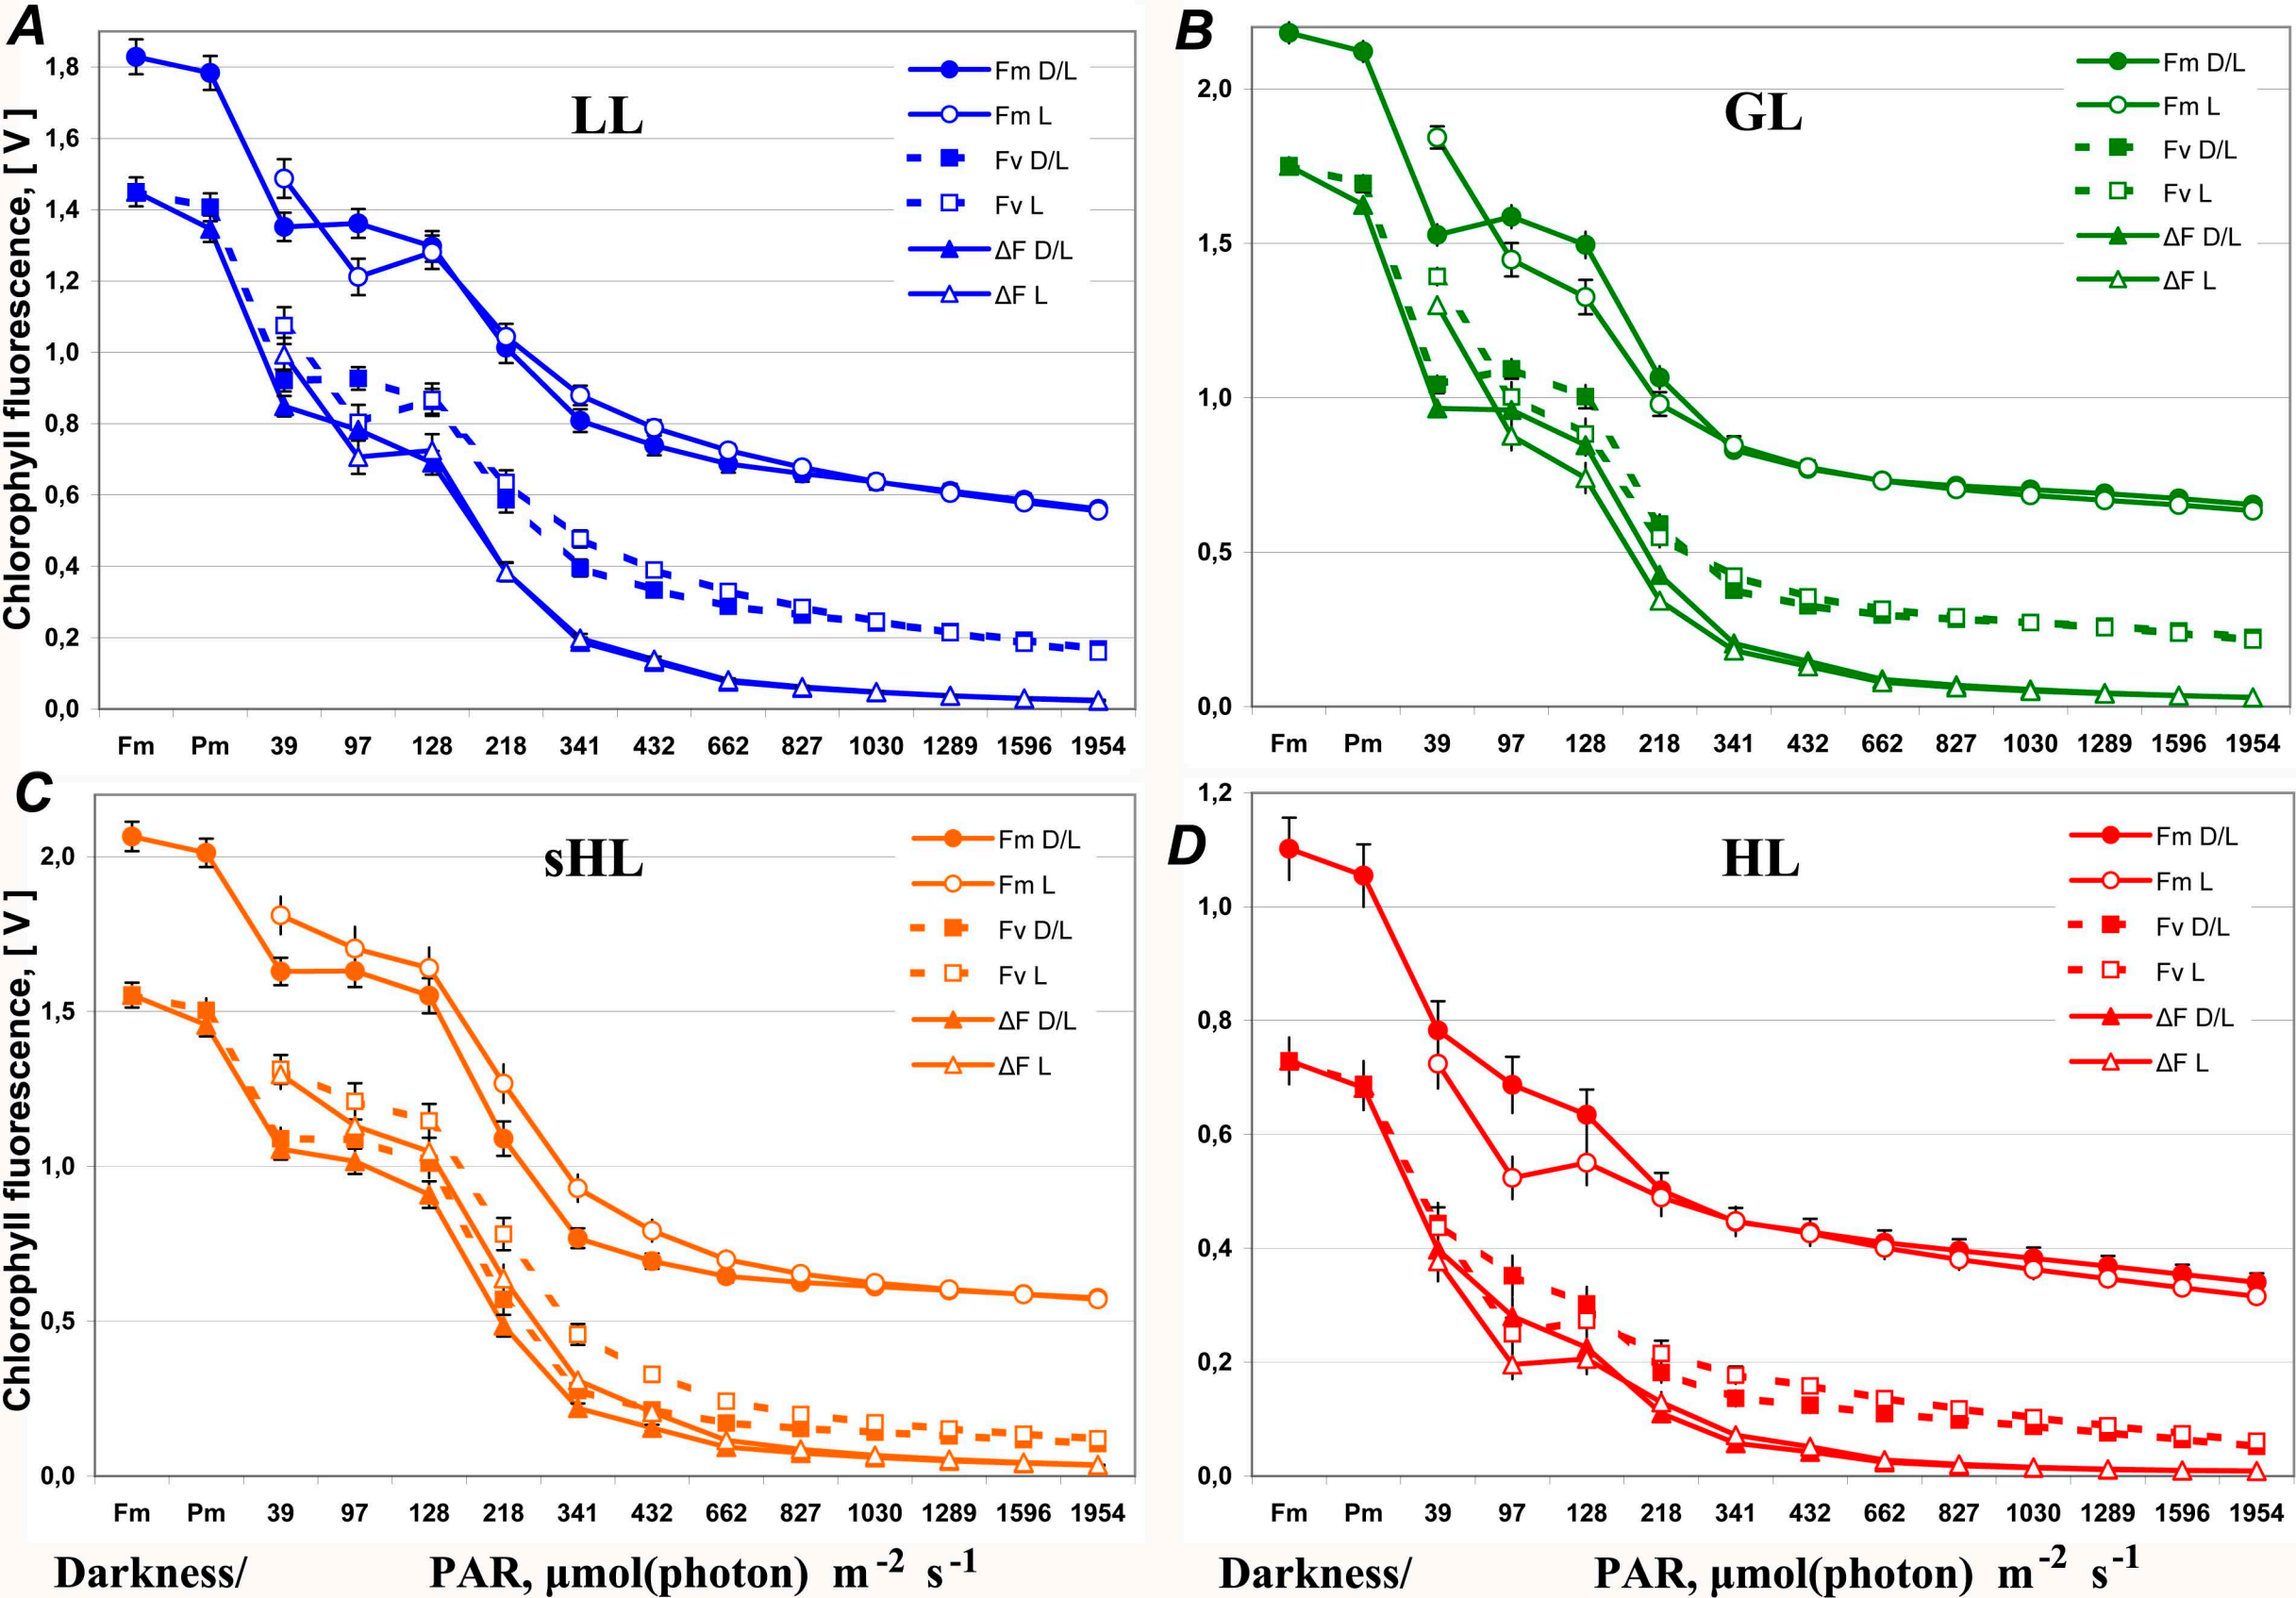 A
LL
Chlorophyll fluorescence, [ V ]
1,8
1,6
1,4
1,2
1,0
0,8
0,6
0,4
0,2
0,0
Fm D/L
Fm L
Fv D/L
Fv L
ΔF D/L
ΔF L
Fm Pm 39 97 128 218 341 432 662 827 1030 1289 1596 1954
B
GL
2,0
1,5
1,0
0,5
0,0
Fm D/L
Fm L
Fv D/L
Fv L
ΔF D/L
ΔF L
Fm Pm 39 97 128 218 341 432 662 827 1030 1289 1596 1954
C
sHL
Chlorophyll fluorescence, [ V ]
2,0
1,5
1,0
0,5
0,0
Fm D/L
Fm L
Fv D/L
Fv L
ΔF D/L
ΔF L
Fm Pm 39 97 128 218 341 432 662 827 1030 1289 1596 1954
Darkness/ PAR, µmol(photon) m⁻² s⁻¹
D
HL
1,2
1,0
0,8
0,6
0,4
0,2
0,0
Fm D/L
Fm L
Fv D/L
Fv L
ΔF D/L
ΔF L
Fm Pm 39 97 128 218 341 432 662 827 1030 1289 1596 1954
Darkness/ PAR, µmol(photon) m⁻² s⁻¹